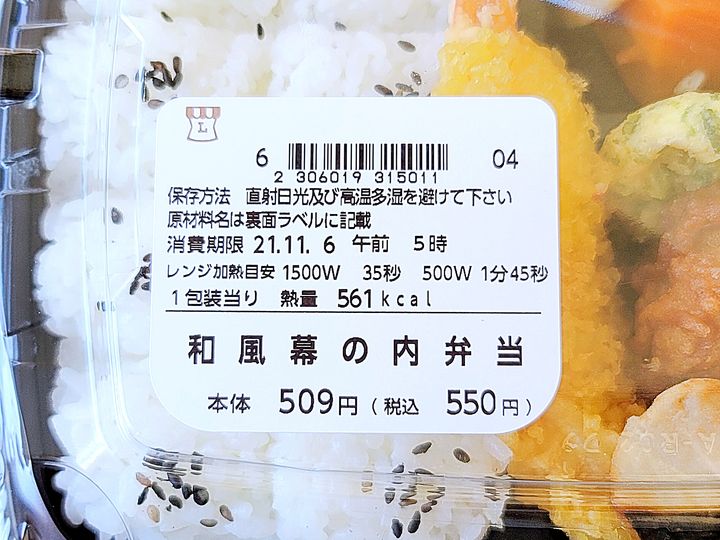 L
6 04
2 306019 315011
保存方法 直射日光及び高温多湿を避けて下さい
原材料名は裏面ラベルに記載
消費期限 21.11. 6 午前 5時
レンジ加熱目安 1500W 35秒 500W 1分45秒
1包装当り 熱量 561kcal
和風幕の内弁当
本体 509円 (税込 550円)